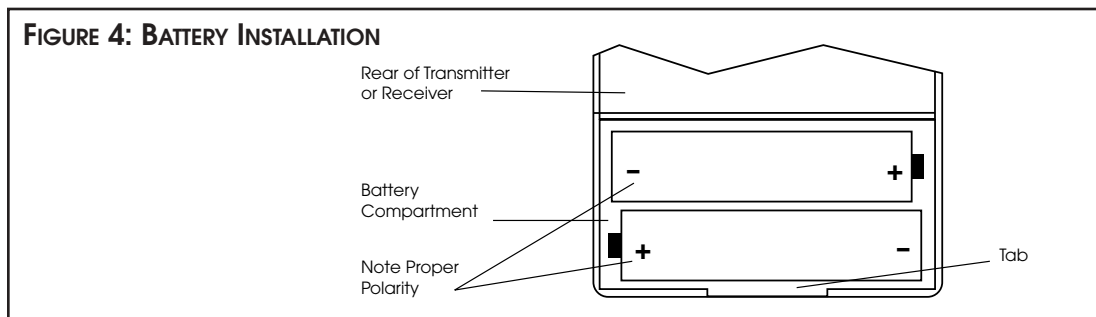 FIGURE 4: BATTERY INSTALLATION
Rear of Transmitter
or Receiver
- +
Battery
Compartment
+ -
Note Proper
Polarity
Tab